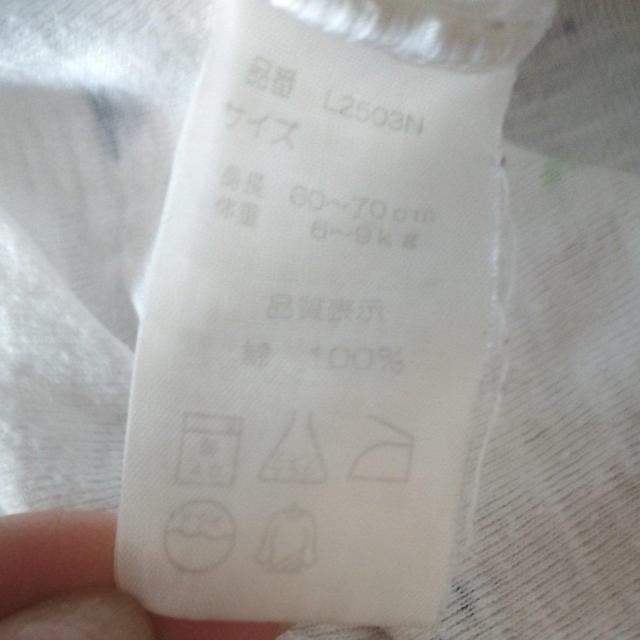 品番 L2503N
サイズ
身長 60〜70cm
体重 6〜9kg
品質表示
綿 100%